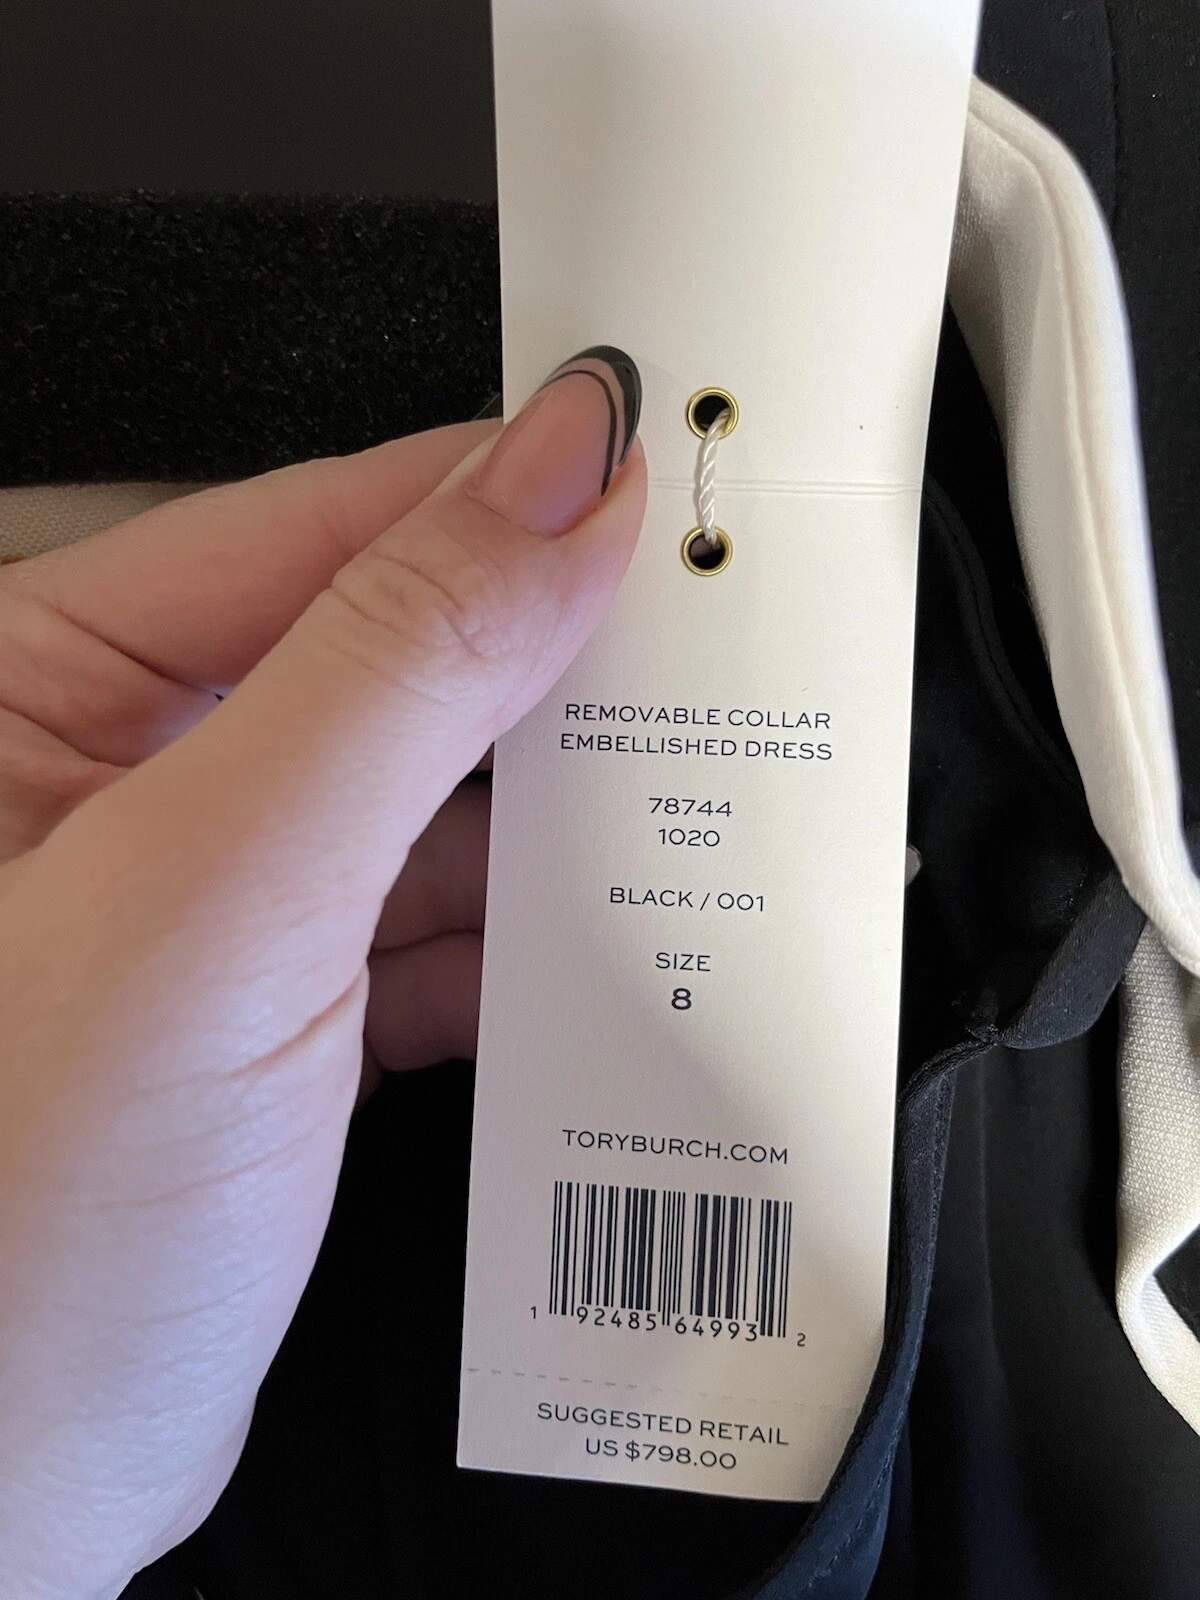 REMOVABLE COLLAR
EMBELLISHED DRESS
78744
1020
BLACK / 001
SIZE
8
TORYBURCH.COM
1 92485 64993 2
SUGGESTED RETAIL
US $798.00